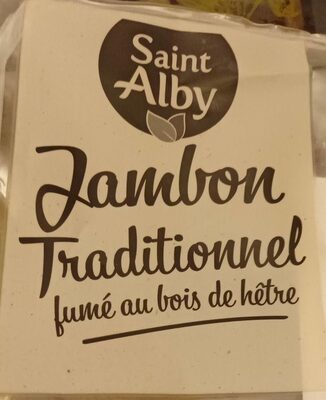 Saint
Alby
Jambon
Traditionnel
fumé au bois de hêtre